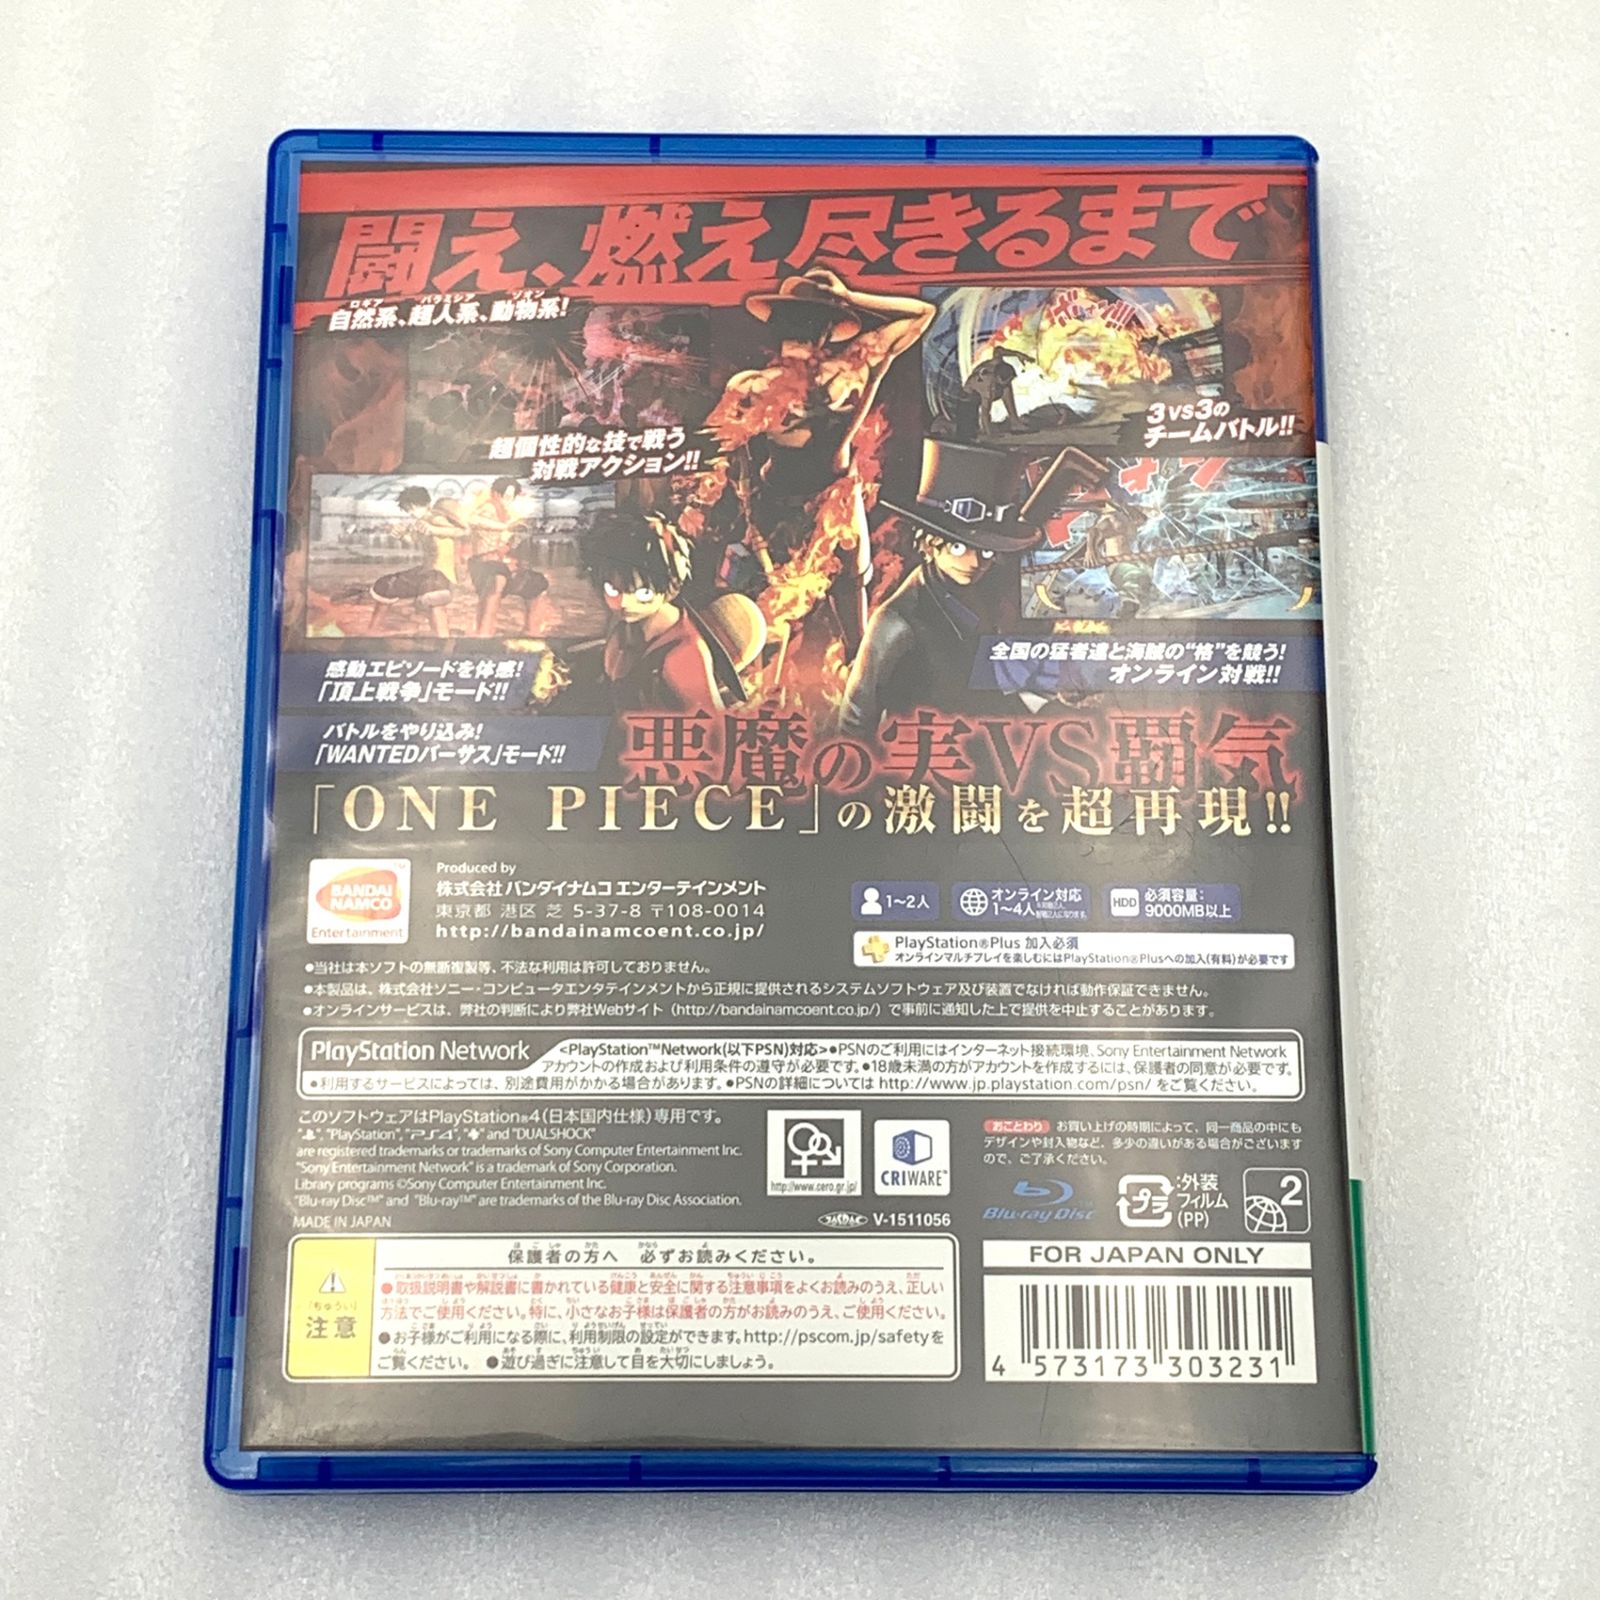 闘え、燃え尽きるまで
ロギア パラミシア ゾオン
自然系、超人系、動物系!
超個性的な技で戦う
対戦アクション!!
3vs3の
チームバトル!!
感動エピソードを体感!
「頂上戦争」モード!!
全国の猛者達と海賊の"格"を競う!
オンライン対戦!!
バトルをやり込み!
「WANTEDバーサス」モード!!
悪魔の実VS覇気
「ONE PIECE」の激闘を超再現!!
BANDAI
NAMCO
Entertainment
Produced by
株式会社 バンダイナムコ エンターテインメント
東京都 港区 芝 5-37-8 〒108-0014
http://bandainamcoent.co.jp/
1~2人
オンライン対応
1~4人
HDD 必須容量:
9000MB以上
PlayStation®Plus 加入必須
オンラインマルチプレイを楽しむにはPlayStation®Plusへの加入(有料)が必要です
●当社は本ソフトの無断複製等、不法な利用は許可しておりません。
●本製品は、株式会社ソニー・コンピュータエンタテインメントから正規に提供されるシステムソフトウェア及び装置でなければ動作保証できません。
●オンラインサービスは、弊社の判断により弊社Webサイト(http://bandainamcoent.co.jp/)で事前に通知した上で提供を中止することがあります。
PlayStation Network
<PlayStation™Network(以下PSN)対応>●PSNのご利用にはインターネット接続環境、Sony Entertainment Network
アカウントの作成および利用条件の遵守が必要です。●18歳未満の方がアカウントを作成するには、保護者の同意が必要です。
●利用するサービスによっては、別途費用がかかる場合があります。●PSNの詳細については http://www.jp.playstation.com/psn/ をご覧ください。
このソフトウェアはPlayStation®4(日本国内仕様)専用です。
"PlayStation", "PS4", and "DUALSHOCK"
are registered trademarks or trademarks of Sony Computer Entertainment Inc.
"Sony Entertainment Network" is a trademark of Sony Corporation.
Library programs ©Sony Computer Entertainment Inc.
"Blu-ray Disc™" and "Blu-ray™" are trademarks of the Blu-ray Disc Association.
MADE IN JAPAN
http://www.cero.gr.jp/
CRIWARE™
V-1511056
おことわり お買い上げの時期によって、同一商品の中にも
デザインや封入物など、多少の違いがある場合がございます
ので、ご了承ください。
Blu-ray Disc
プラ
:外装
フィルム
(PP)
2
「ちゅうい」
注意
保護者の方へ 必ずお読みください。
●取扱説明書や解説書に書かれている健康と安全に関する注意事項をよくお読みのうえ、正しい
方法でご使用ください。特に、小さなお子様は保護者の方がお読みのうえ、ご使用ください。
●お子様がご利用になる際に、利用制限の設定ができます。http://pscom.jp/safetyを
ご覧ください。 ●遊び過ぎに注意して目を大切にしましょう。
FOR JAPAN ONLY
4 573173 303231